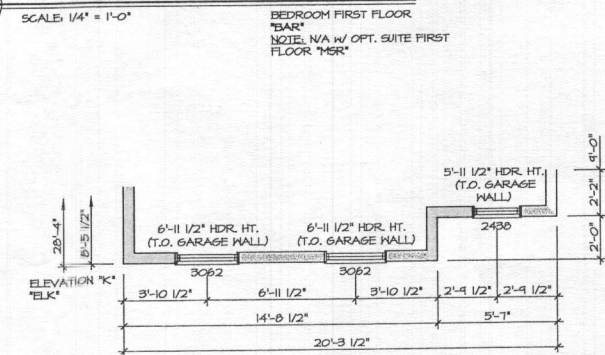 SCALE: 1/4" = 1'-0"
BEDROOM FIRST FLOOR
"BAR"
NOTE: N/A W/ OPT. SUITE FIRST
FLOOR "MSR"
5'-11 1/2" HDR. HT.
(T.O. GARAGE
WALL)
2438
9'-0"
2'-2"
2'-0"
6'-11 1/2" HDR. HT.
(T.O. GARAGE WALL)
3062
6'-11 1/2" HDR. HT.
(T.O. GARAGE WALL)
3062
28'-4"
8'-5 1/2"
ELEVATION "K"
"ELK"
3'-10 1/2"
6'-11 1/2"
3'-10 1/2"
2'-9 1/2"
2'-9 1/2"
14'-8 1/2"
5'-7"
20'-3 1/2"